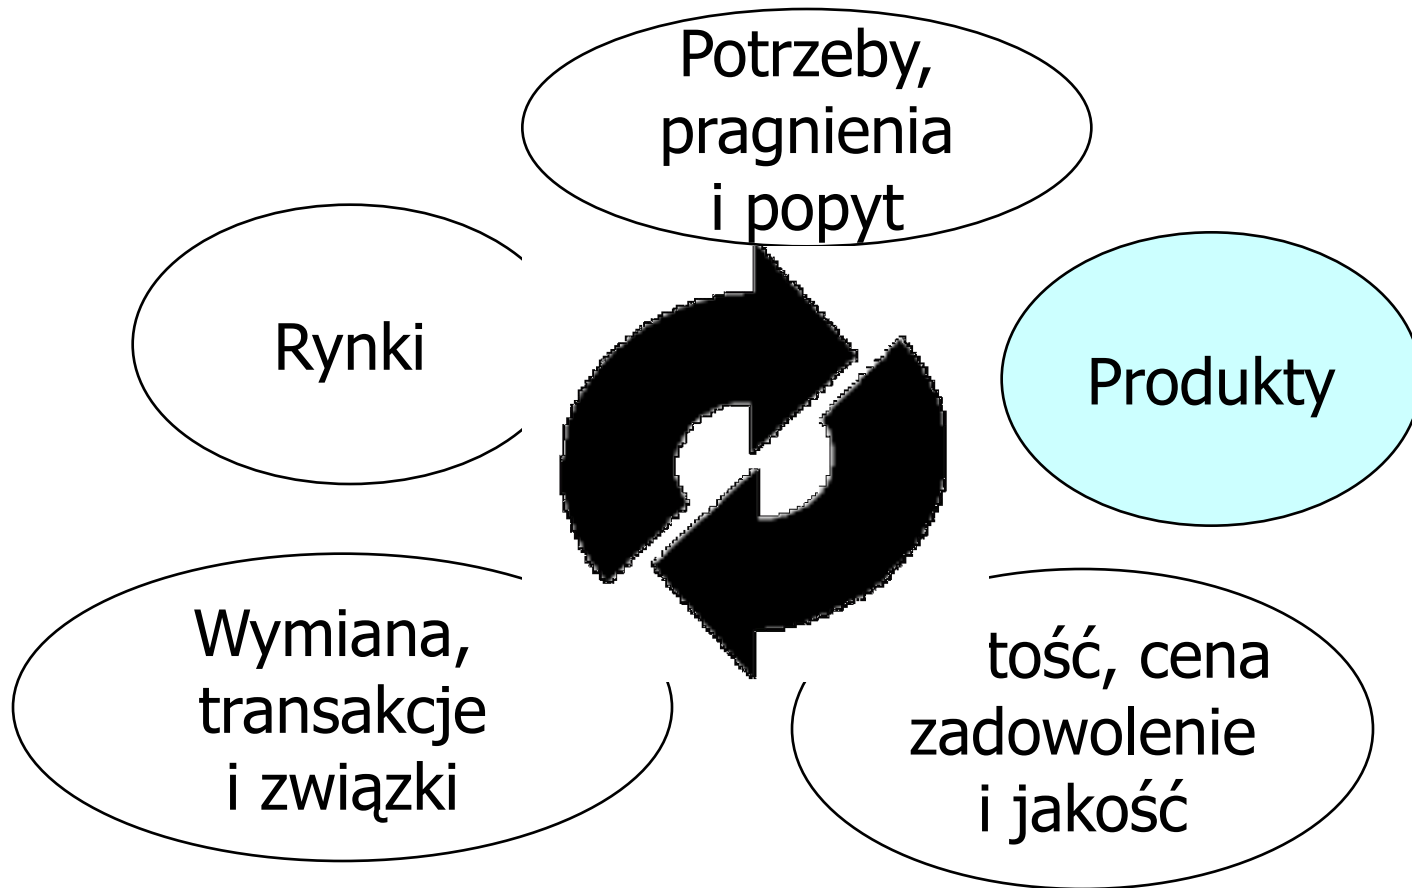 Potrzeby,
pragnienia
i popyt
Rynki
Produkty
Wymiana,
transakcje
i związki
tość, cena
zadowolenie
i jakość